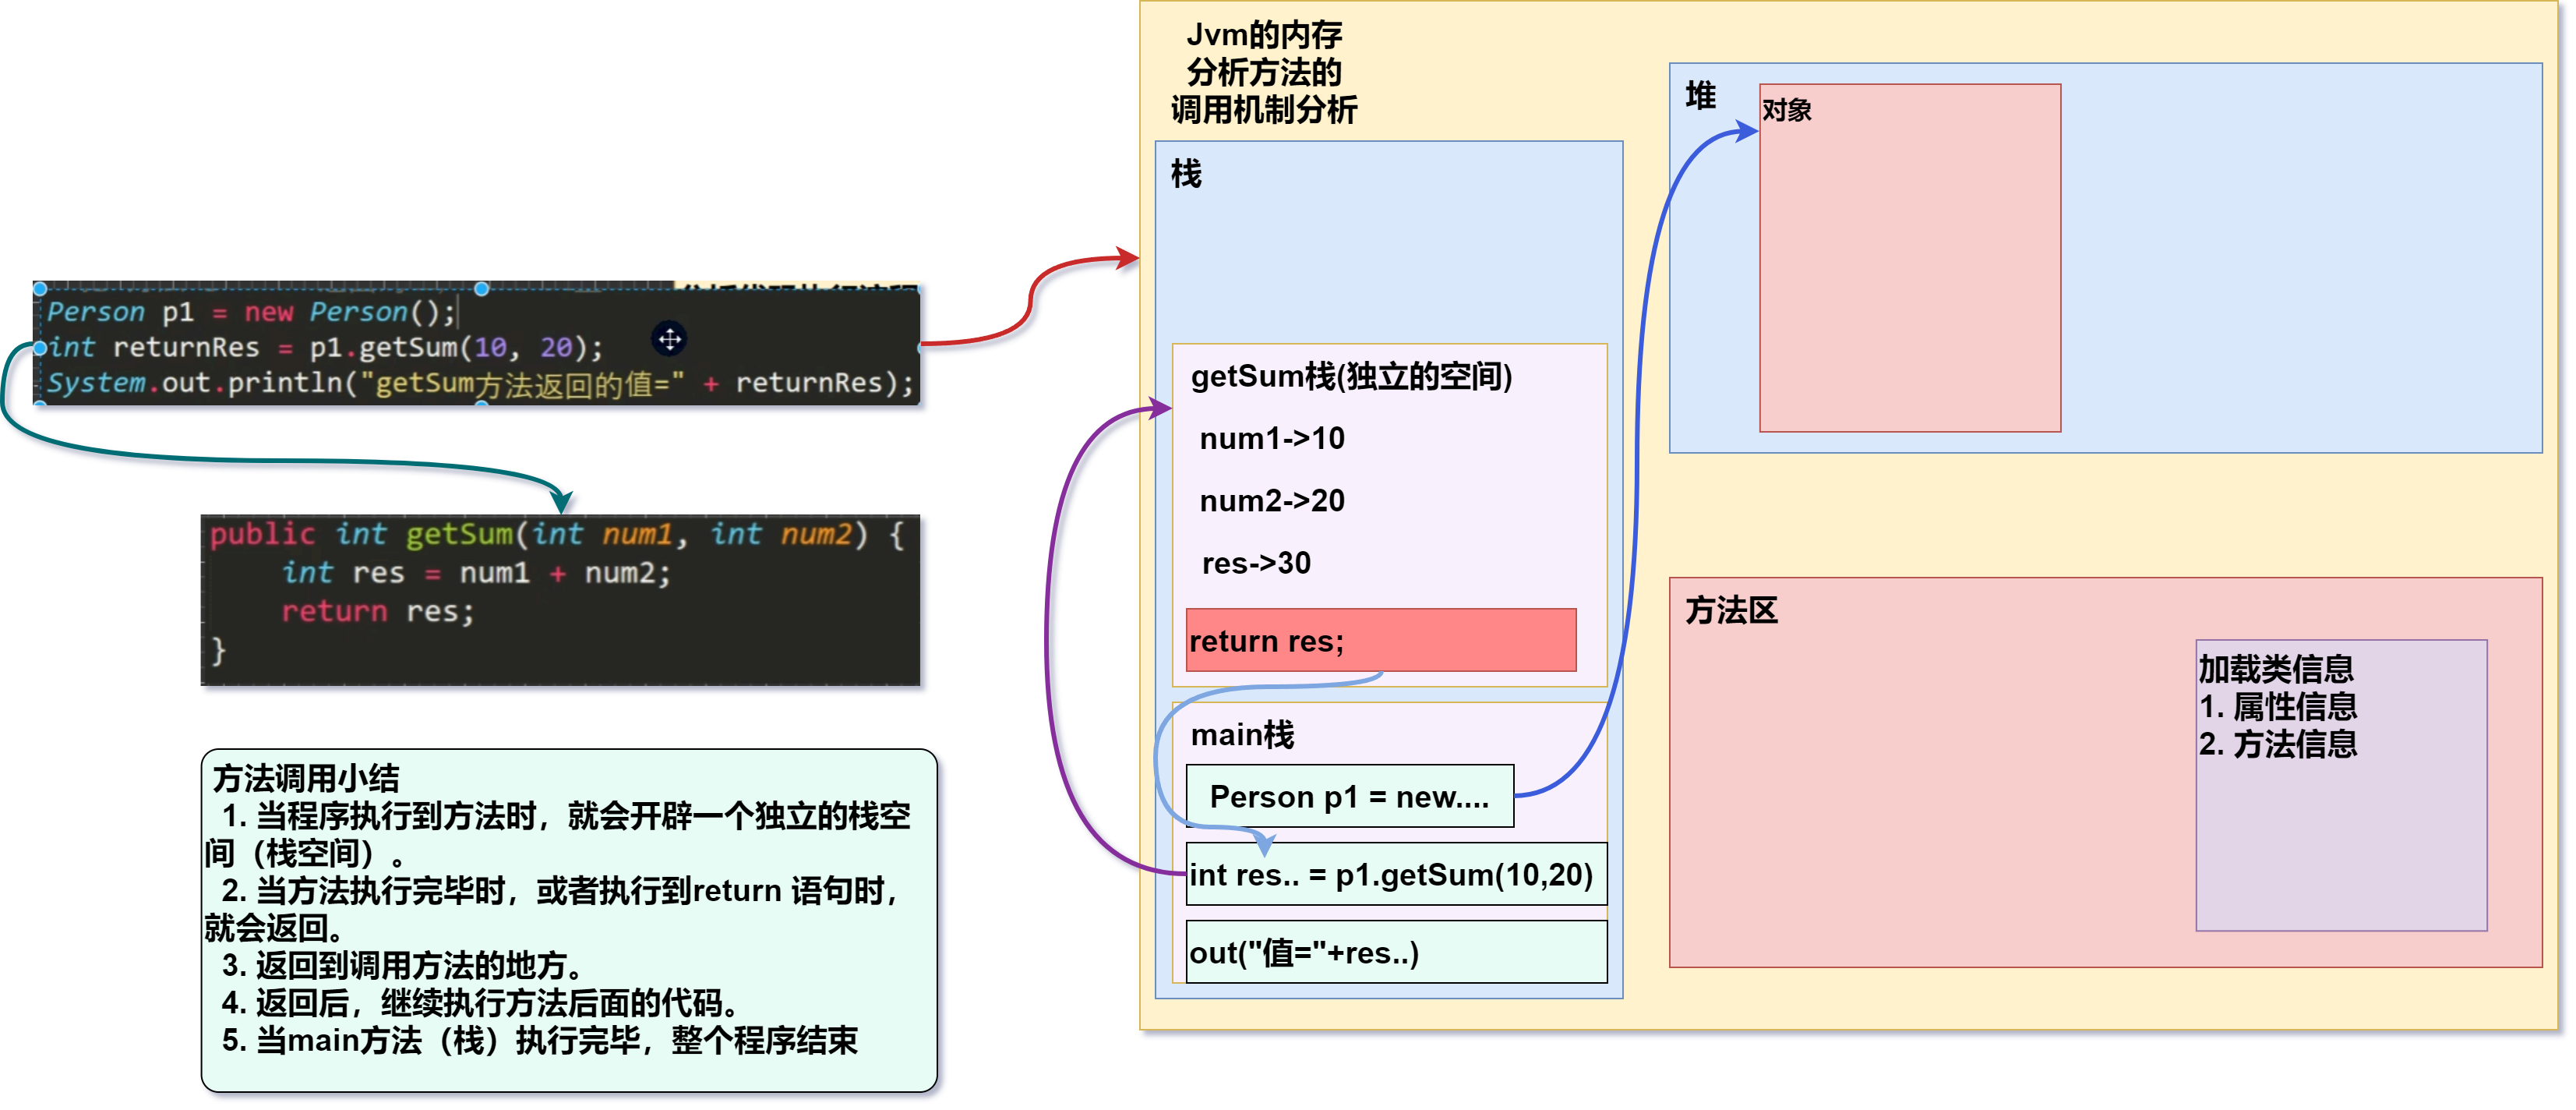 Person p1 = new Person();
int returnRes = p1.getSum(10, 20);
System.out.println("getSum方法返回的值=" + returnRes);
public int getSum(int num1, int num2) {
int res = num1 + num2;
return res;
}
方法调用小结
1. 当程序执行到方法时，就会开辟一个独立的栈空
间（栈空间）。
2. 当方法执行完毕时，或者执行到return 语句时，
就会返回。
3. 返回到调用方法的地方。
4. 返回后，继续执行方法后面的代码。
5. 当main方法（栈）执行完毕，整个程序结束
Jvm的内存
分析方法的
调用机制分析
栈
getSum栈(独立的空间)
num1->10
num2->20
res->30
return res;
main栈
Person p1 = new....
int res.. = p1.getSum(10,20)
out("值="+res..)
堆
对象
方法区
加载类信息
1. 属性信息
2. 方法信息